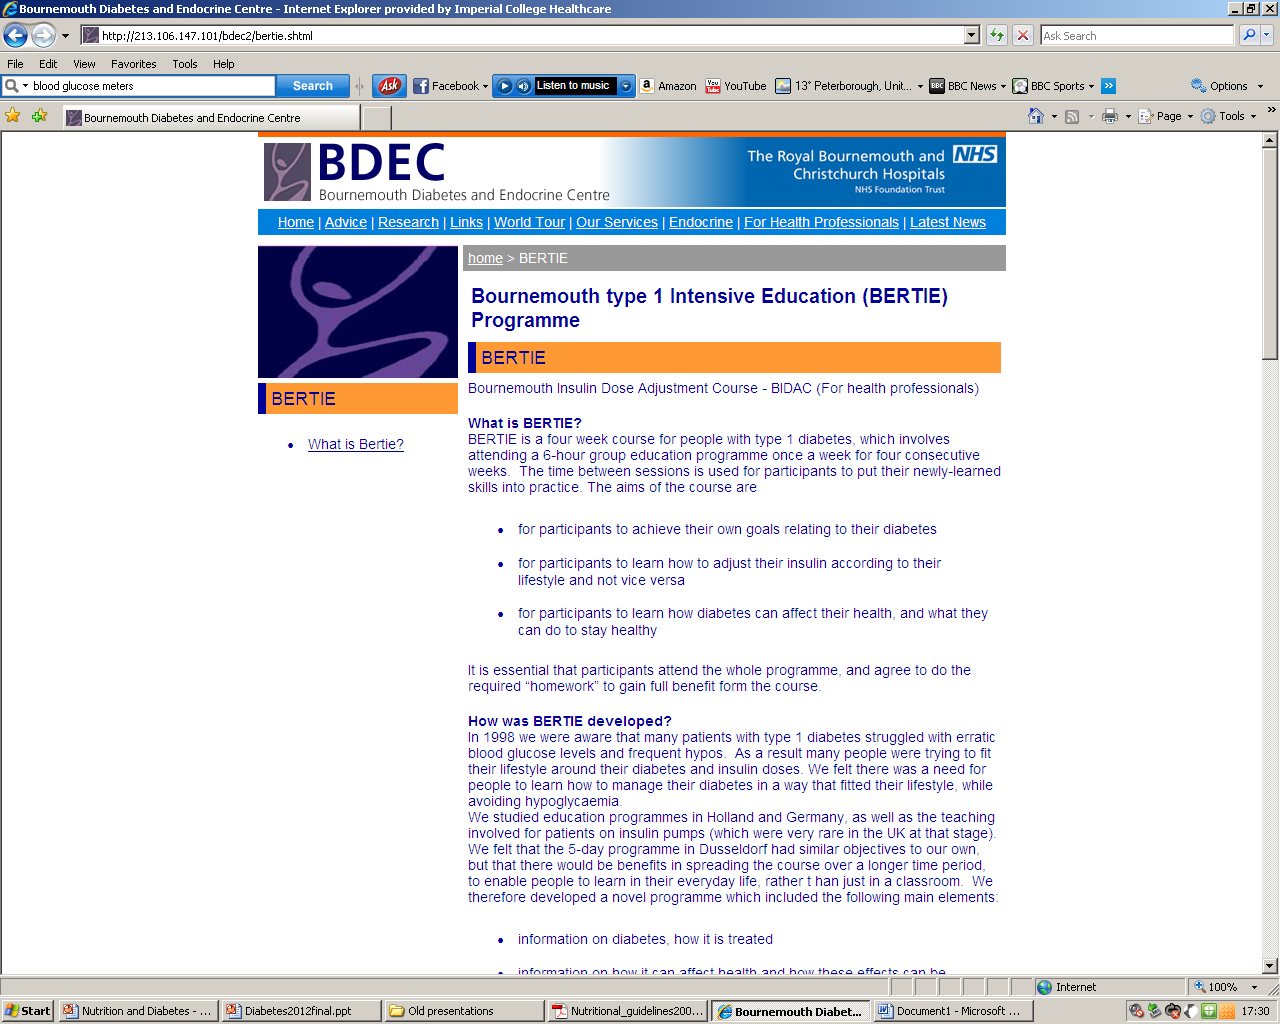 Bournemouth Diabetes and Endocrine Centre - Internet Explorer provided by Imperial College Healthcare
http://213.106.147.101/bdec2/bertie.shtml
Ask Search
File Edit View Favorites Tools Help
blood glucose meters Search Ask Facebook Listen to music Amazon YouTube 13° Peterborough, Unit... BBC News BBC Sports Options
Bournemouth Diabetes and Endocrine Centre Page Tools
BDEC
Bournemouth Diabetes and Endocrine Centre
The Royal Bournemouth and NHS
Christchurch Hospitals
NHS Foundation Trust
Home | Advice | Research | Links | World Tour | Our Services | Endocrine | For Health Professionals | Latest News
home > BERTIE
Bournemouth type 1 Intensive Education (BERTIE)
Programme
BERTIE
BERTIE
What is Bertie?
Bournemouth Insulin Dose Adjustment Course - BIDAC (For health professionals)
What is BERTIE?
BERTIE is a four week course for people with type 1 diabetes, which involves
attending a 6-hour group education programme once a week for four consecutive
weeks. The time between sessions is used for participants to put their newly-learned
skills into practice. The aims of the course are
for participants to achieve their own goals relating to their diabetes
for participants to learn how to adjust their insulin according to their
lifestyle and not vice versa
for participants to learn how diabetes can affect their health, and what they
can do to stay healthy
It is essential that participants attend the whole programme, and agree to do the
required “homework” to gain full benefit form the course.
How was BERTIE developed?
In 1998 we were aware that many patients with type 1 diabetes struggled with erratic
blood glucose levels and frequent hypos. As a result many people were trying to fit
their lifestyle around their diabetes and insulin doses. We felt there was a need for
people to learn how to manage their diabetes in a way that fitted their lifestyle, while
avoiding hypoglycaemia.
We studied education programmes in Holland and Germany, as well as the teaching
involved for patients on insulin pumps (which were very rare in the UK at that stage).
We felt that the 5-day programme in Dusseldorf had similar objectives to our own,
but that there would be benefits in spreading the course over a longer time period,
to enable people to learn in their everyday life, rather t han just in a classroom. We
therefore developed a novel programme which included the following main elements:
information on diabetes, how it is treated
information on how it can affect health and how these effects can be
Internet 100%
Start Nutrition and Diabetes - ... Diabetes2012final.ppt Old presentations Nutritional_guidelines200... Bournemouth Diabet... Document1 - Microsoft ... 17:30